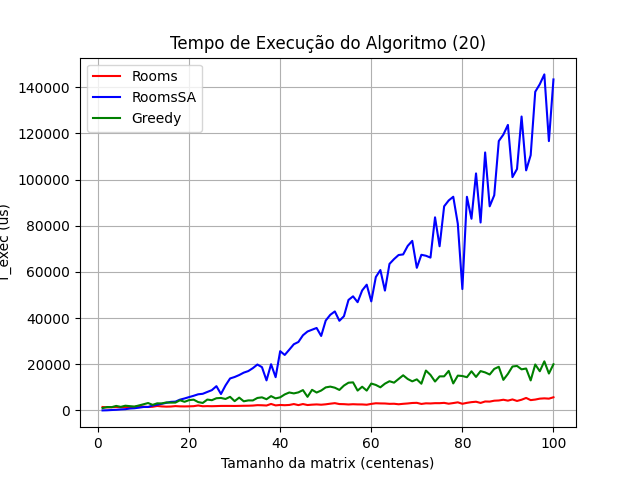 Tempo de Execução do Algoritmo (20)
Rooms
RoomsSA
Greedy
140000
120000
100000
80000
60000
40000
20000
0
T_exec (us)
0 20 40 60 80 100
Tamanho da matrix (centenas)